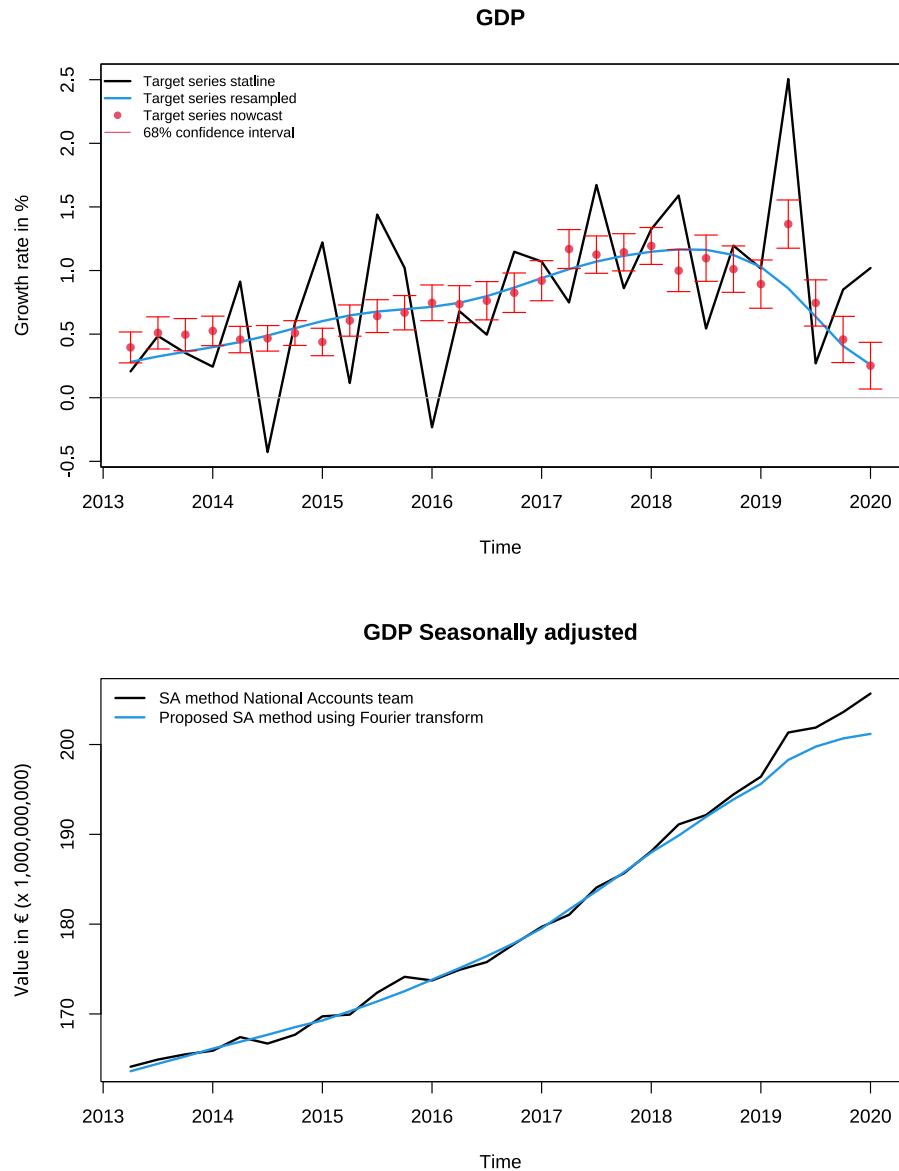 GDP
Target series statline
Target series resampled
Target series nowcast
68% confidence interval
Growth rate in %
2.5
2.0
1.5
1.0
0.5
0.0
-0.5
2013 2014 2015 2016 2017 2018 2019 2020
Time
GDP Seasonally adjusted
SA method National Accounts team
Proposed SA method using Fourier transform
Value in € (x 1,000,000,000)
200
190
180
170
2013 2014 2015 2016 2017 2018 2019 2020
Time